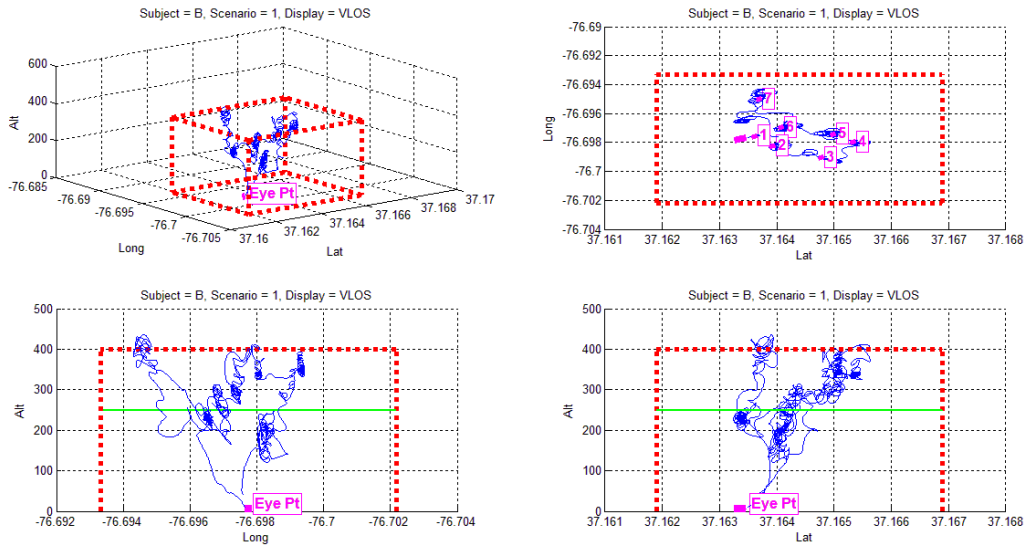 Subject = B, Scenario = 1, Display = VLOS
600
400
200
0
Alt
-76.685
-76.69
-76.695
-76.7
-76.705
Long
37.16
37.162
37.164
37.166
37.168
37.17
Lat
Eye Pt
Subject = B, Scenario = 1, Display = VLOS
-76.69
-76.692
-76.694
-76.696
-76.698
-76.7
-76.702
-76.704
Long
7
1
6
2
5
4
3
37.161 37.162 37.163 37.164 37.165 37.166 37.167 37.168
Lat
Subject = B, Scenario = 1, Display = VLOS
500
400
300
200
100
0
Alt
Eye Pt
-76.692 -76.694 -76.696 -76.698 -76.7 -76.702 -76.704
Long
Subject = B, Scenario = 1, Display = VLOS
500
400
300
200
100
0
Alt
Eye Pt
37.161 37.162 37.163 37.164 37.165 37.166 37.167 37.168
Lat